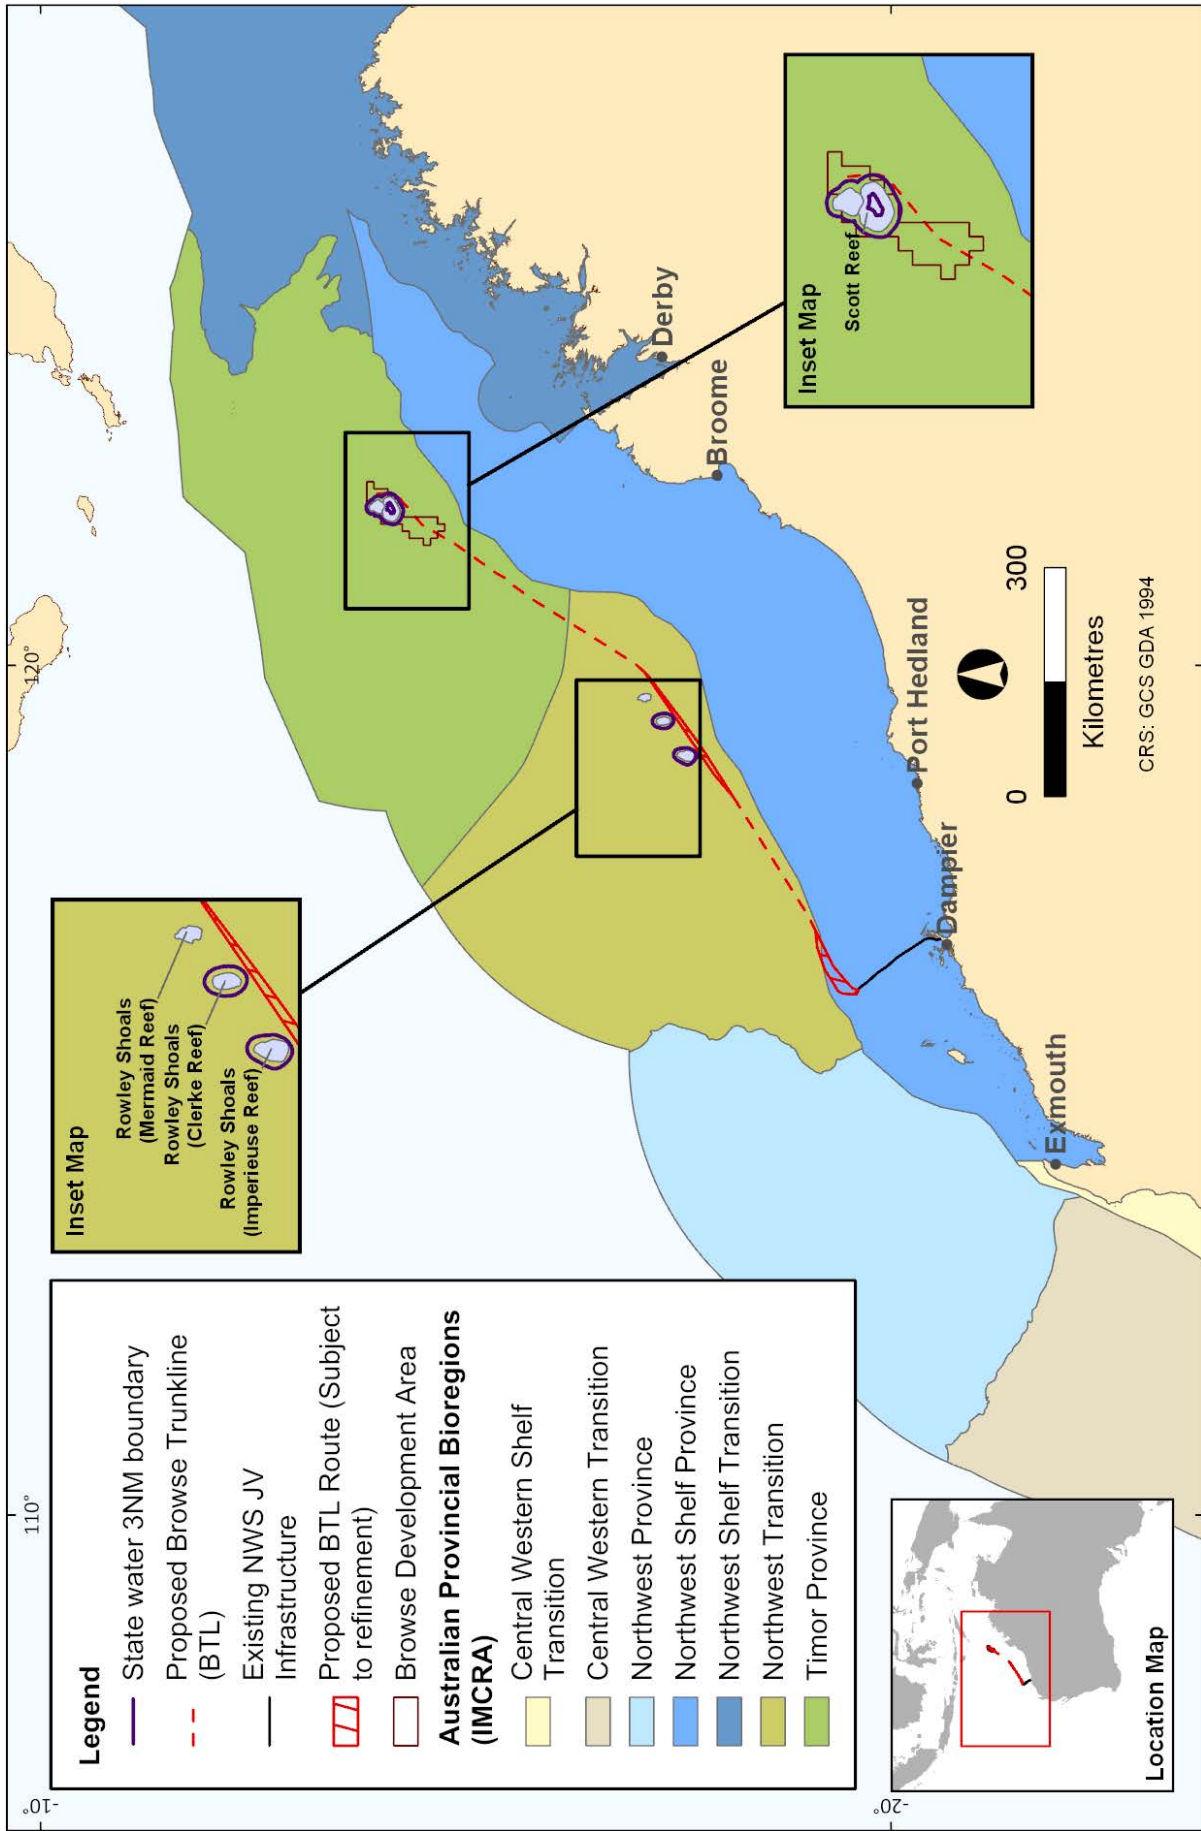 110°
120°
-10°
-20°
Legend
State water 3NM boundary
Proposed Browse Trunkline
(BTL)
Existing NWS JV
Infrastructure
Proposed BTL Route (Subject
to refinement)
Browse Development Area
Australian Provincial Bioregions
(IMCRA)
Central Western Shelf
Transition
Central Western Transition
Northwest Province
Northwest Shelf Province
Northwest Shelf Transition
Northwest Transition
Timor Province
Inset Map
Rowley Shoals
(Mermaid Reef)
Rowley Shoals
(Clerke Reef)
Rowley Shoals
(Imperieuse Reef)
Inset Map
Scott Reef
Derby
Broome
Port Hedland
Dampier
Exmouth
0
300
Kilometres
CRS: GCS GDA 1994
Location Map